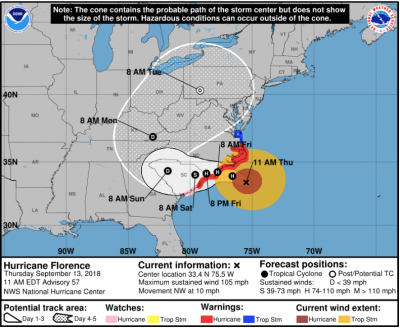 Note: The cone contains the probable path of the storm center but does not show
the size of the storm. Hazardous conditions can occur outside of the cone.
NOAA
8 AM Tue
40N
8 AM Mon
D
8 AM Fri
35N
11 AM Thu
D
S
H
H
H
SC
8 AM Sun
8 AM Sat
8 PM Fri
30N
90W
85W
80W
75W
70W
65W
Hurricane Florence
Thursday September 13, 2018
11 AM EDT Advisory 57
NWS National Hurricane Center
Current information: x
Center location 33.4 N 75.5 W
Maximum sustained wind 105 mph
Movement NW at 10 mph
Forecast positions:
Tropical Cyclone Post/Potential TC
Sustained winds: D < 39 mph
S 39-73 mph H 74-110 mph M > 110 mph
Potential track area:
Day 1-3 Day 4-5
Watches:
Hurricane Trop Stm
Warnings:
Hurricane Trop Stm
Current wind extent:
Hurricane Trop Stm